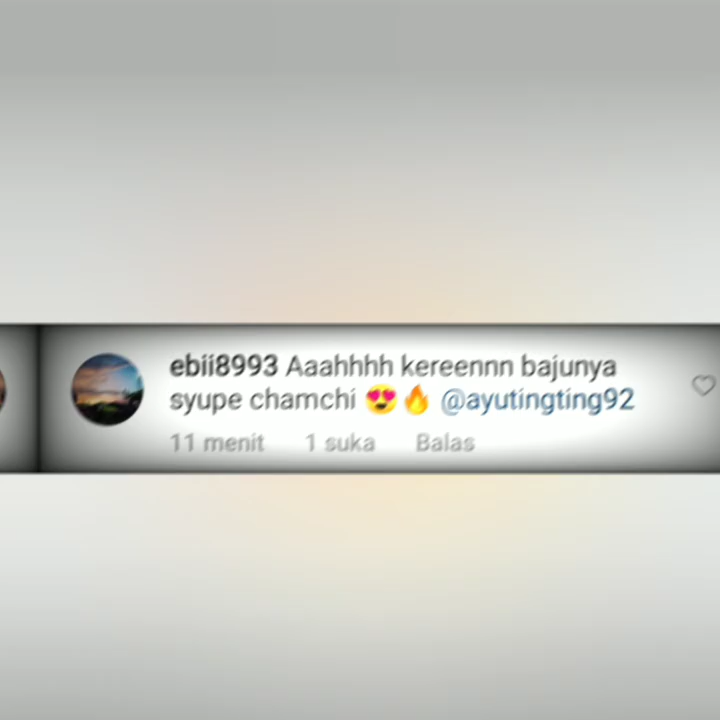 ebii8993 Aaahhhh kereennn bajunya
syupe chamchi 😍🔥 @ayutingting92
11 menit 1 suka Balas